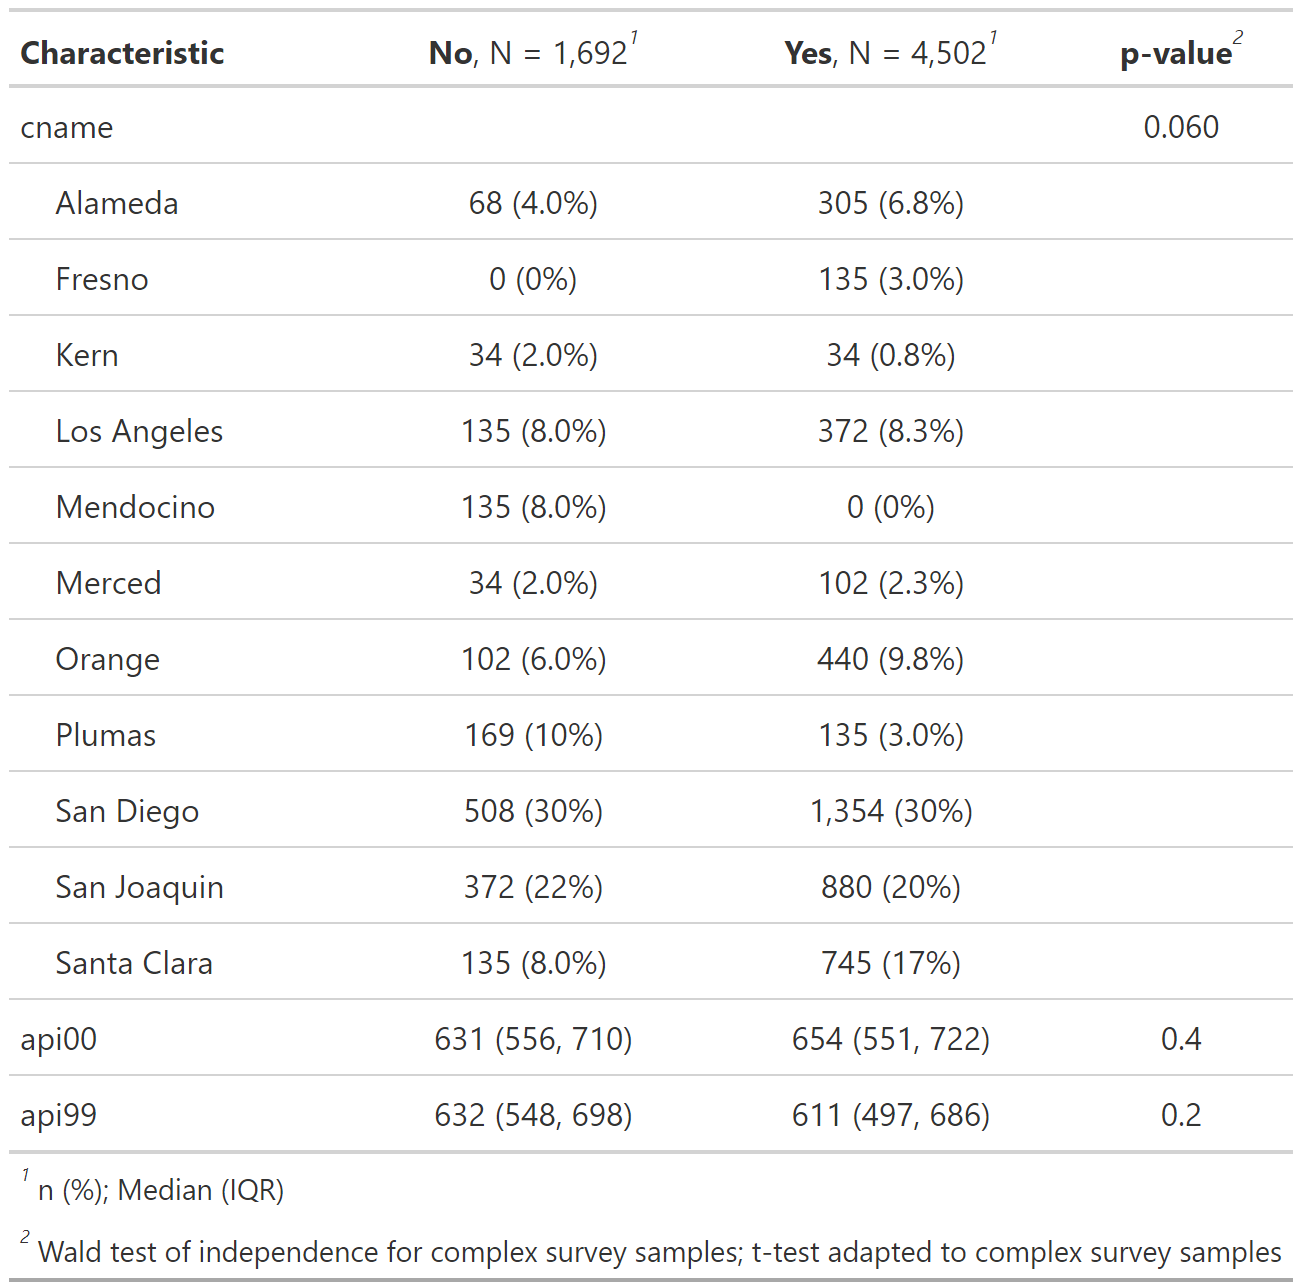 Characteristic No, N = 1,692¹ Yes, N = 4,502¹ p-value²
cname 0.060
Alameda 68 (4.0%) 305 (6.8%)
Fresno 0 (0%) 135 (3.0%)
Kern 34 (2.0%) 34 (0.8%)
Los Angeles 135 (8.0%) 372 (8.3%)
Mendocino 135 (8.0%) 0 (0%)
Merced 34 (2.0%) 102 (2.3%)
Orange 102 (6.0%) 440 (9.8%)
Plumas 169 (10%) 135 (3.0%)
San Diego 508 (30%) 1,354 (30%)
San Joaquin 372 (22%) 880 (20%)
Santa Clara 135 (8.0%) 745 (17%)
api00 631 (556, 710) 654 (551, 722) 0.4
api99 632 (548, 698) 611 (497, 686) 0.2
¹ n (%); Median (IQR)
² Wald test of independence for complex survey samples; t-test adapted to complex survey samples